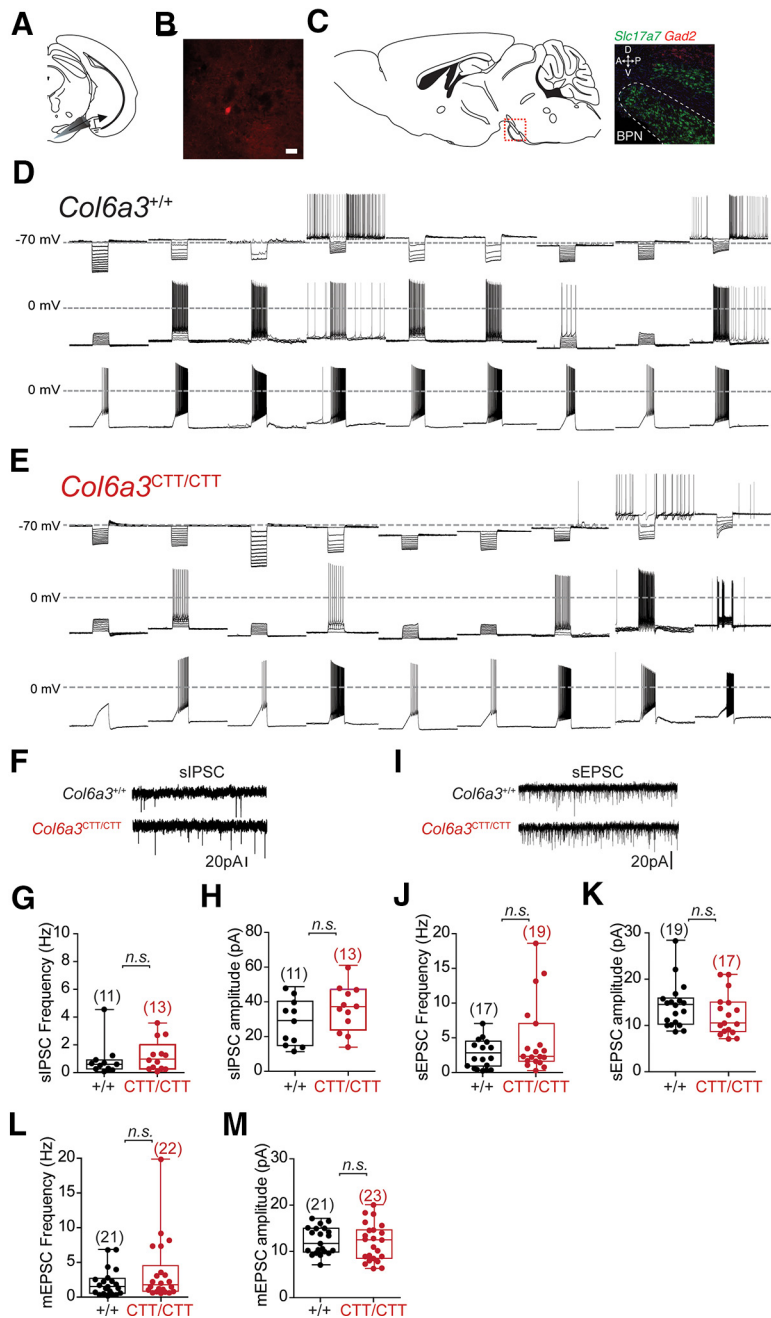 A
B
C
Slc17a7 Gad2
D
A P
V
BPN
D
Col6a3+/+
-70 mV
0 mV
0 mV
E
Col6a3CTT/CTT
-70 mV
0 mV
0 mV
F
sIPSC
Col6a3+/+
Col6a3CTT/CTT
20pA
I
sEPSC
Col6a3+/+
Col6a3CTT/CTT
20pA
G
sIPSC Frequency (Hz)
10
8
6
4
2
0
n.s.
(11)
(13)
+/+
CTT/CTT
H
sIPSC amplitude (pA)
80
60
40
20
0
n.s.
(11)
(13)
+/+
CTT/CTT
J
sEPSC Frequency (Hz)
20
15
10
5
0
n.s.
(17)
(19)
+/+
CTT/CTT
K
sEPSC amplitude (pA)
30
20
10
0
n.s.
(19)
(17)
+/+
CTT/CTT
L
mEPSC Frequency (Hz)
20
15
10
5
0
n.s.
(21)
(22)
+/+
CTT/CTT
M
mEPSC amplitude (pA)
30
20
10
0
n.s.
(21)
(23)
+/+
CTT/CTT